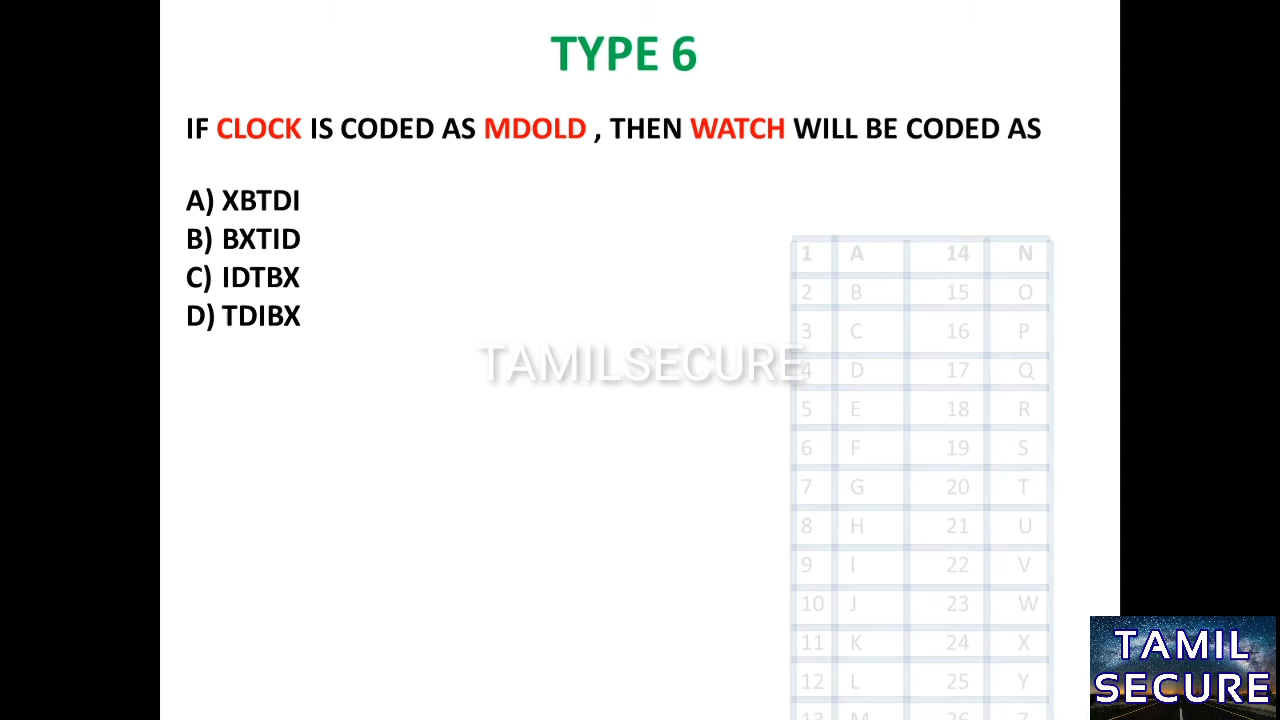 TYPE 6
IF CLOCK IS CODED AS MDOLD , THEN WATCH WILL BE CODED AS
A) XBTDI
B) BXTID
C) IDTBX
D) TDIBX
TAMILSECURE
1 A 14 N
2 B 15 O
3 C 16 P
4 D 17 Q
5 E 18 R
6 F 19 S
7 G 20 T
8 H 21 U
9 I 22 V
10 J 23 W
11 K 24 X
12 L 25 Y
13 M 26 Z
TAMIL
SECURE